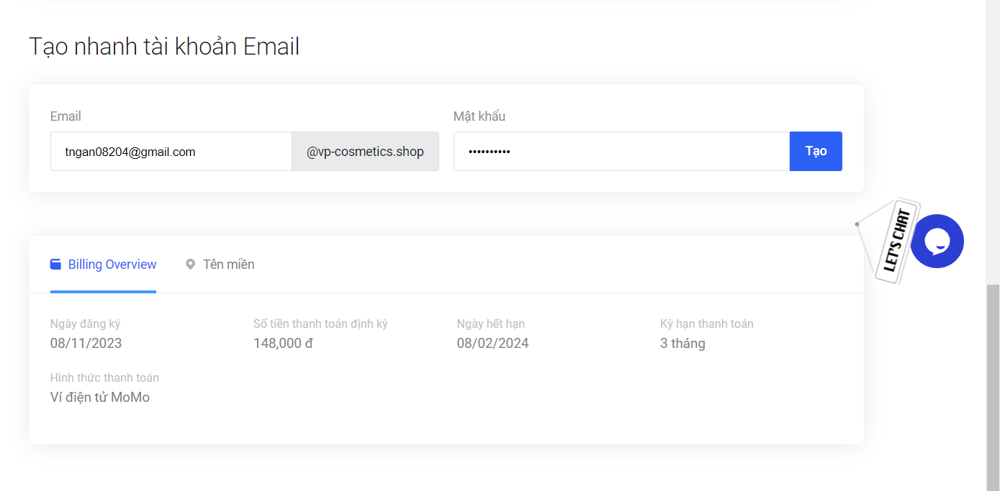 Tạo nhanh tài khoản Email
Email
Mật khẩu
tngan08204@gmail.com @vp-cosmetics.shop
•••••••••• Tạo
LET'S CHAT
Billing Overview Tên miền
Ngày đăng ký Số tiền thanh toán định kỳ Ngày hết hạn Kỳ hạn thanh toán
08/11/2023 148,000 đ 08/02/2024 3 tháng
Hình thức thanh toán
Ví điện tử MoMo